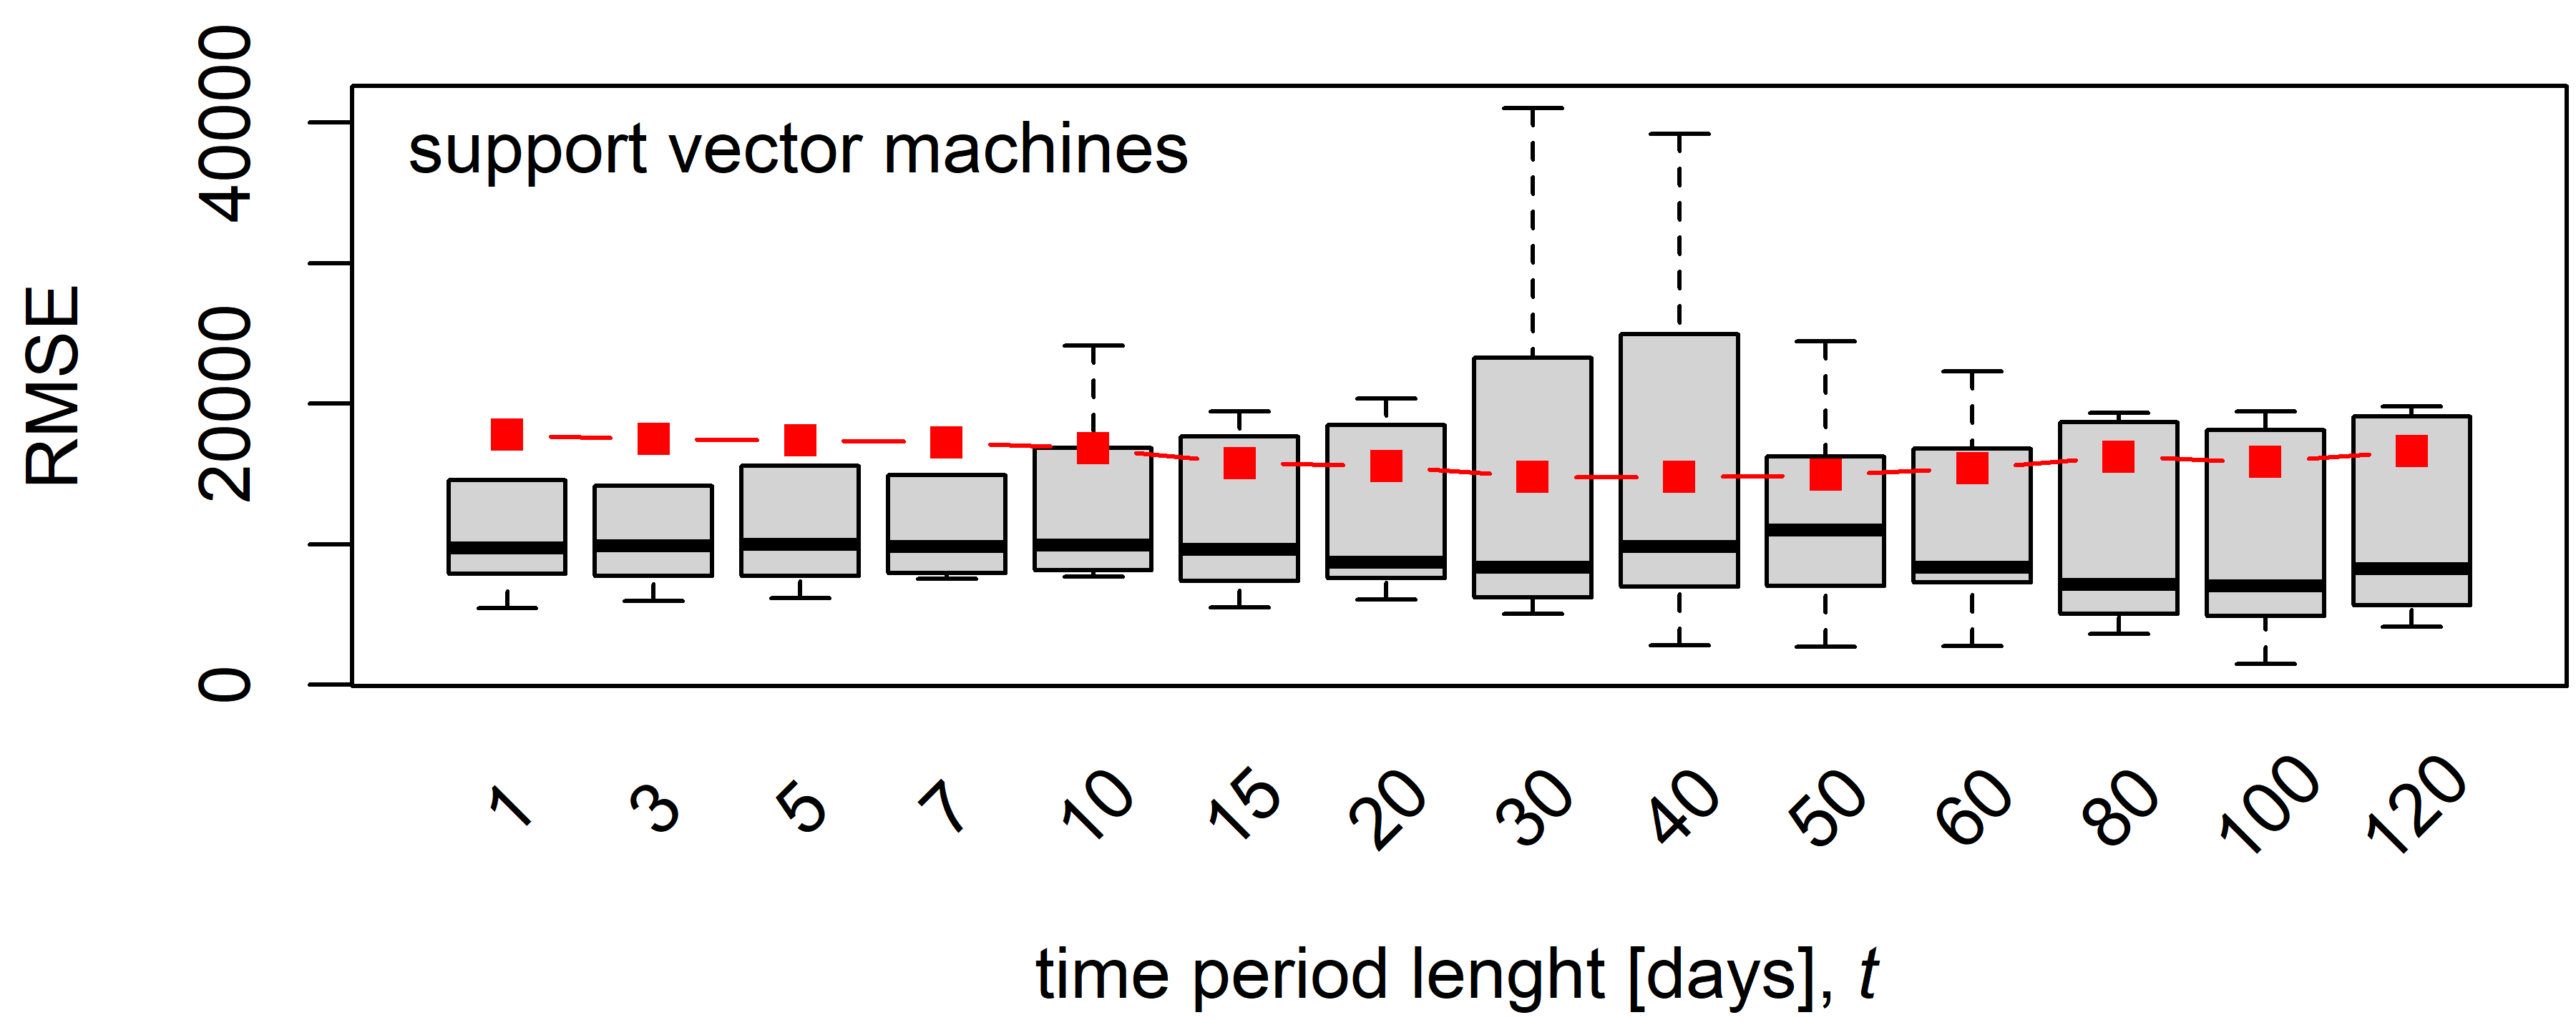 support vector machines
RMSE
40000
20000
0
1 3 5 7 10 15 20 30 40 50 60 80 100 120
time period lenght [days], t